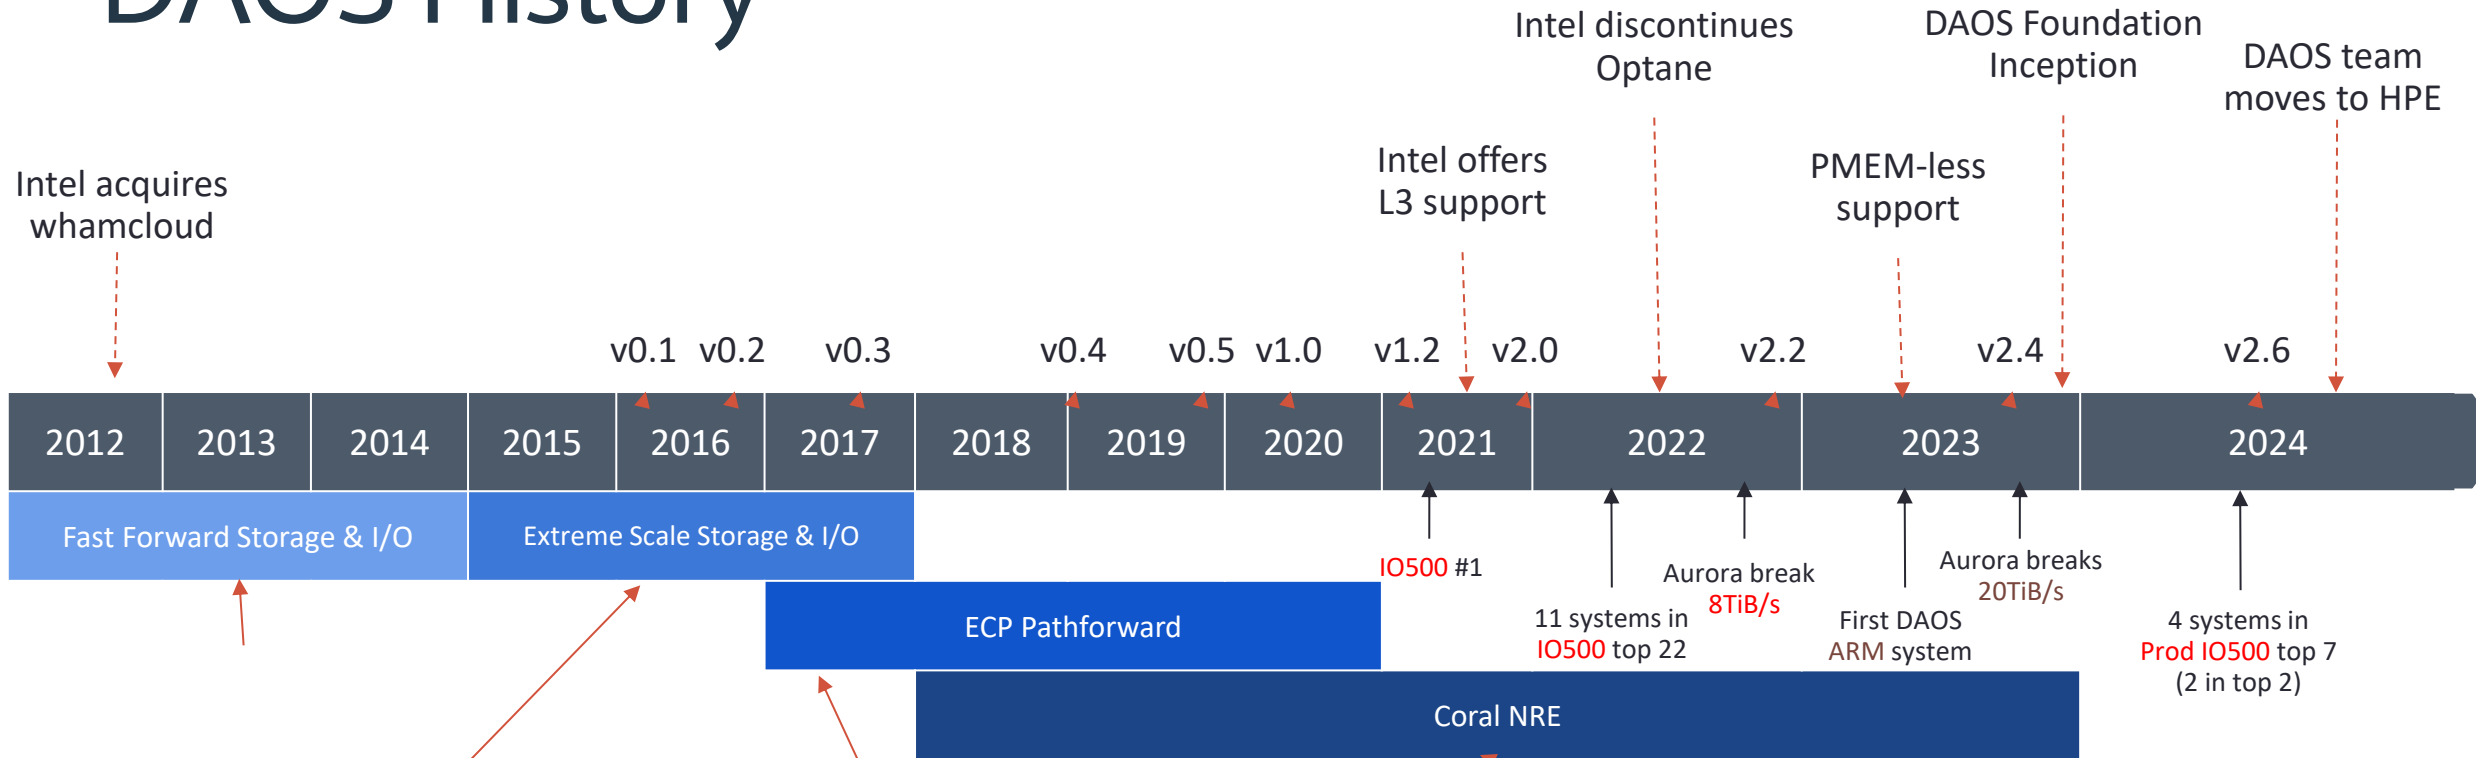 DAOS History
Intel discontinues
Optane
DAOS Foundation
Inception
DAOS team
moves to HPE
Intel offers
L3 support
PMEM-less
support
Intel acquires
whamcloud
v0.1 v0.2 v0.3 v0.4 v0.5 v1.0 v1.2 v2.0 v2.2 v2.4 v2.6
2012 2013 2014 2015 2016 2017 2018 2019 2020 2021 2022 2023 2024
Fast Forward Storage & I/O
Extreme Scale Storage & I/O
ECP Pathforward
Coral NRE
IO500 #1
11 systems in
IO500 top 22
Aurora break
8TiB/s
First DAOS
ARM system
Aurora breaks
20TiB/s
4 systems in
Prod IO500 top 7
(2 in top 2)